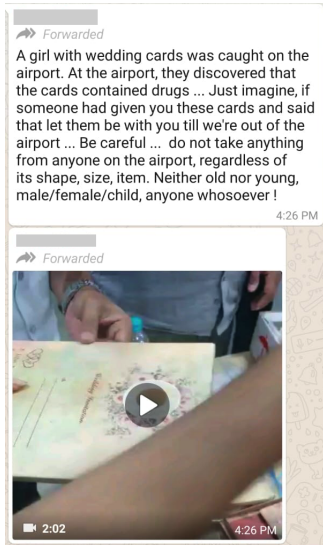 Forwarded
A girl with wedding cards was caught on the
airport. At the airport, they discovered that
the cards contained drugs ... Just imagine, if
someone had given you these cards and said
that let them be with you till we're out of the
airport ... Be careful ...  do not take anything
from anyone on the airport, regardless of
its shape, size, item. Neither old nor young,
male/female/child, anyone whosoever !
4:26 PM
Forwarded
2:02
4:26 PM